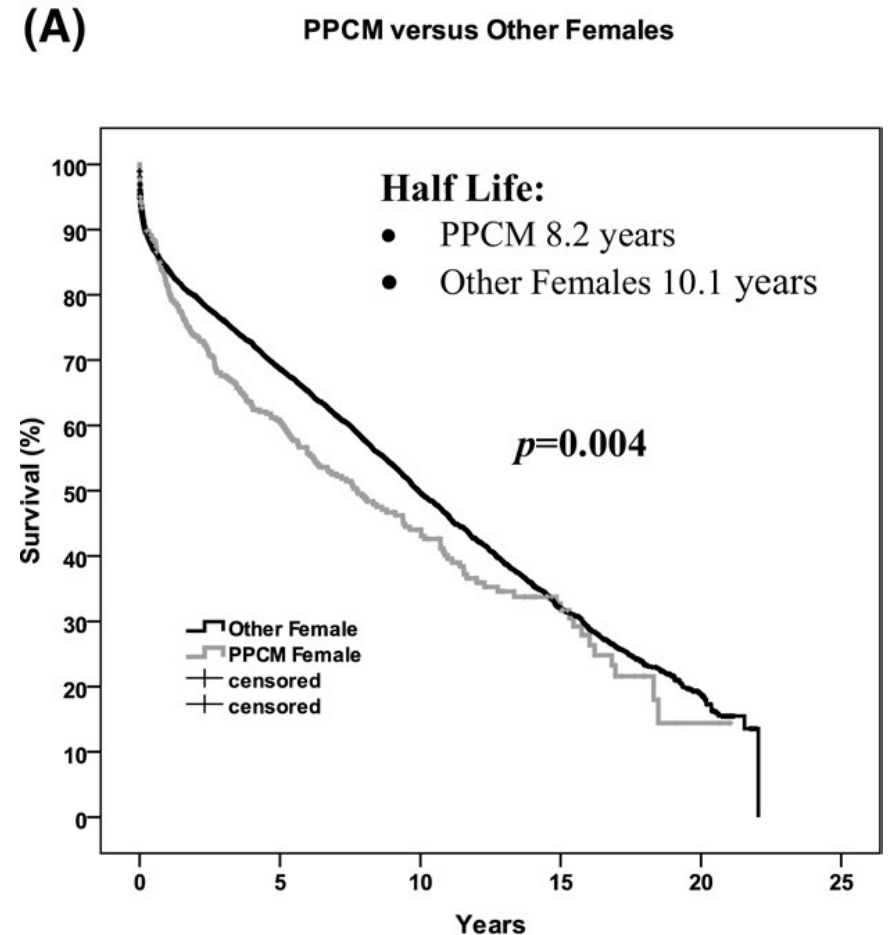 (A)
PPCM versus Other Females
Half Life:
• PPCM 8.2 years
• Other Females 10.1 years
p=0.004
Survival (%)
100
90
80
70
60
50
40
30
20
10
0
Other Female
PPCM Female
censored
censored
0 5 10 15 20 25
Years